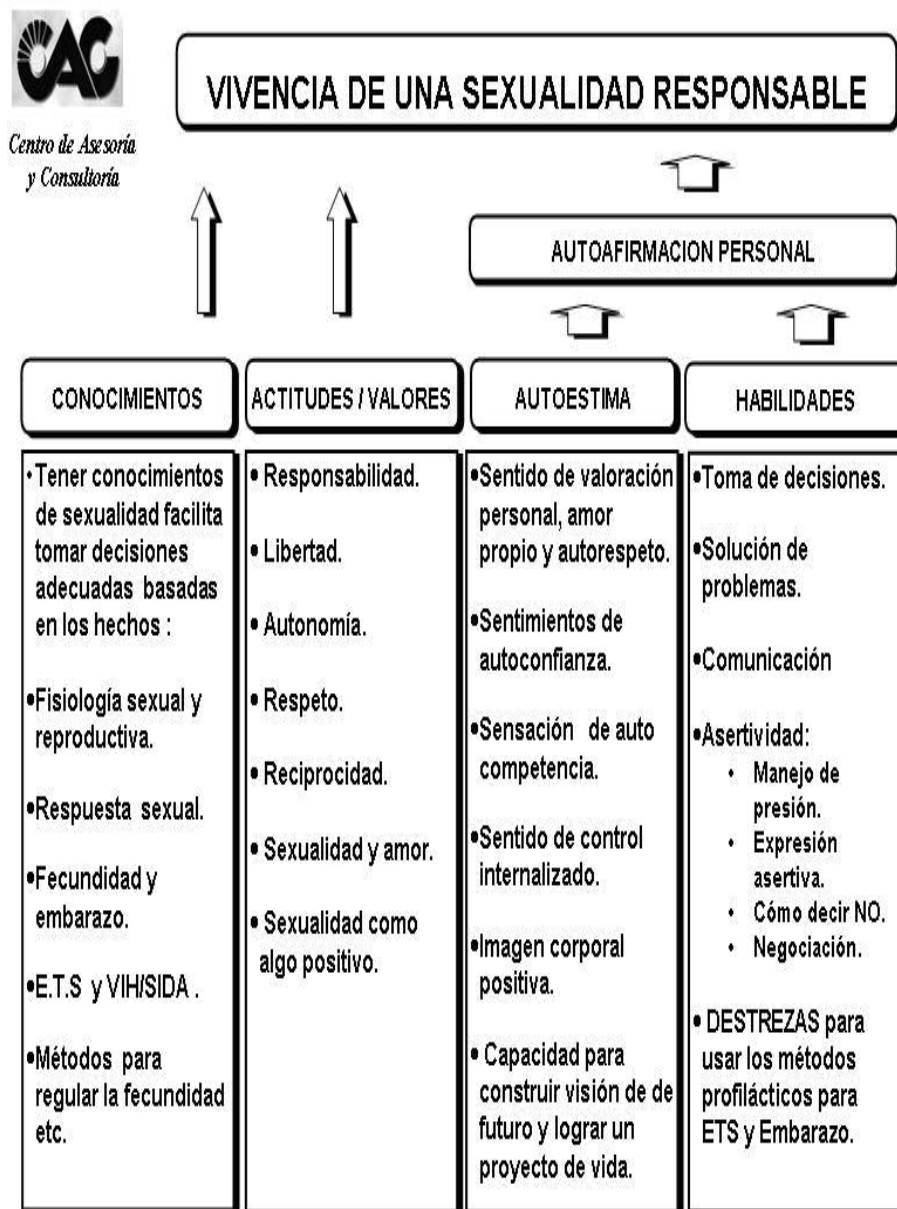 CAC
Centro de Asesoría
y Consultoría
VIVENCIA DE UNA SEXUALIDAD RESPONSABLE
AUTOAFIRMACION PERSONAL
CONOCIMIENTOS
• Tener conocimientos
de sexualidad facilita
tomar decisiones
adecuadas basadas
en los hechos :
•Fisiología sexual y
reproductiva.
•Respuesta sexual.
•Fecundidad y
embarazo.
•E.T.S y VIH/SIDA .
•Métodos para
regular la fecundidad
etc.
ACTITUDES / VALORES
• Responsabilidad.
• Libertad.
• Autonomía.
• Respeto.
• Reciprocidad.
• Sexualidad y amor.
• Sexualidad como
algo positivo.
AUTOESTIMA
•Sentido de valoración
personal, amor
propio y autorespeto.
•Sentimientos de
autoconfianza.
•Sensación de auto
competencia.
•Sentido de control
internalizado.
•Imagen corporal
positiva.
• Capacidad para
construir visión de de
futuro y lograr un
proyecto de vida.
HABILIDADES
•Toma de decisiones.
•Solución de
problemas.
•Comunicación
•Asertividad:
• Manejo de
presión.
• Expresión
asertiva.
• Cómo decir NO.
• Negociación.
• DESTREZAS para
usar los métodos
profilácticos para
ETS y Embarazo.